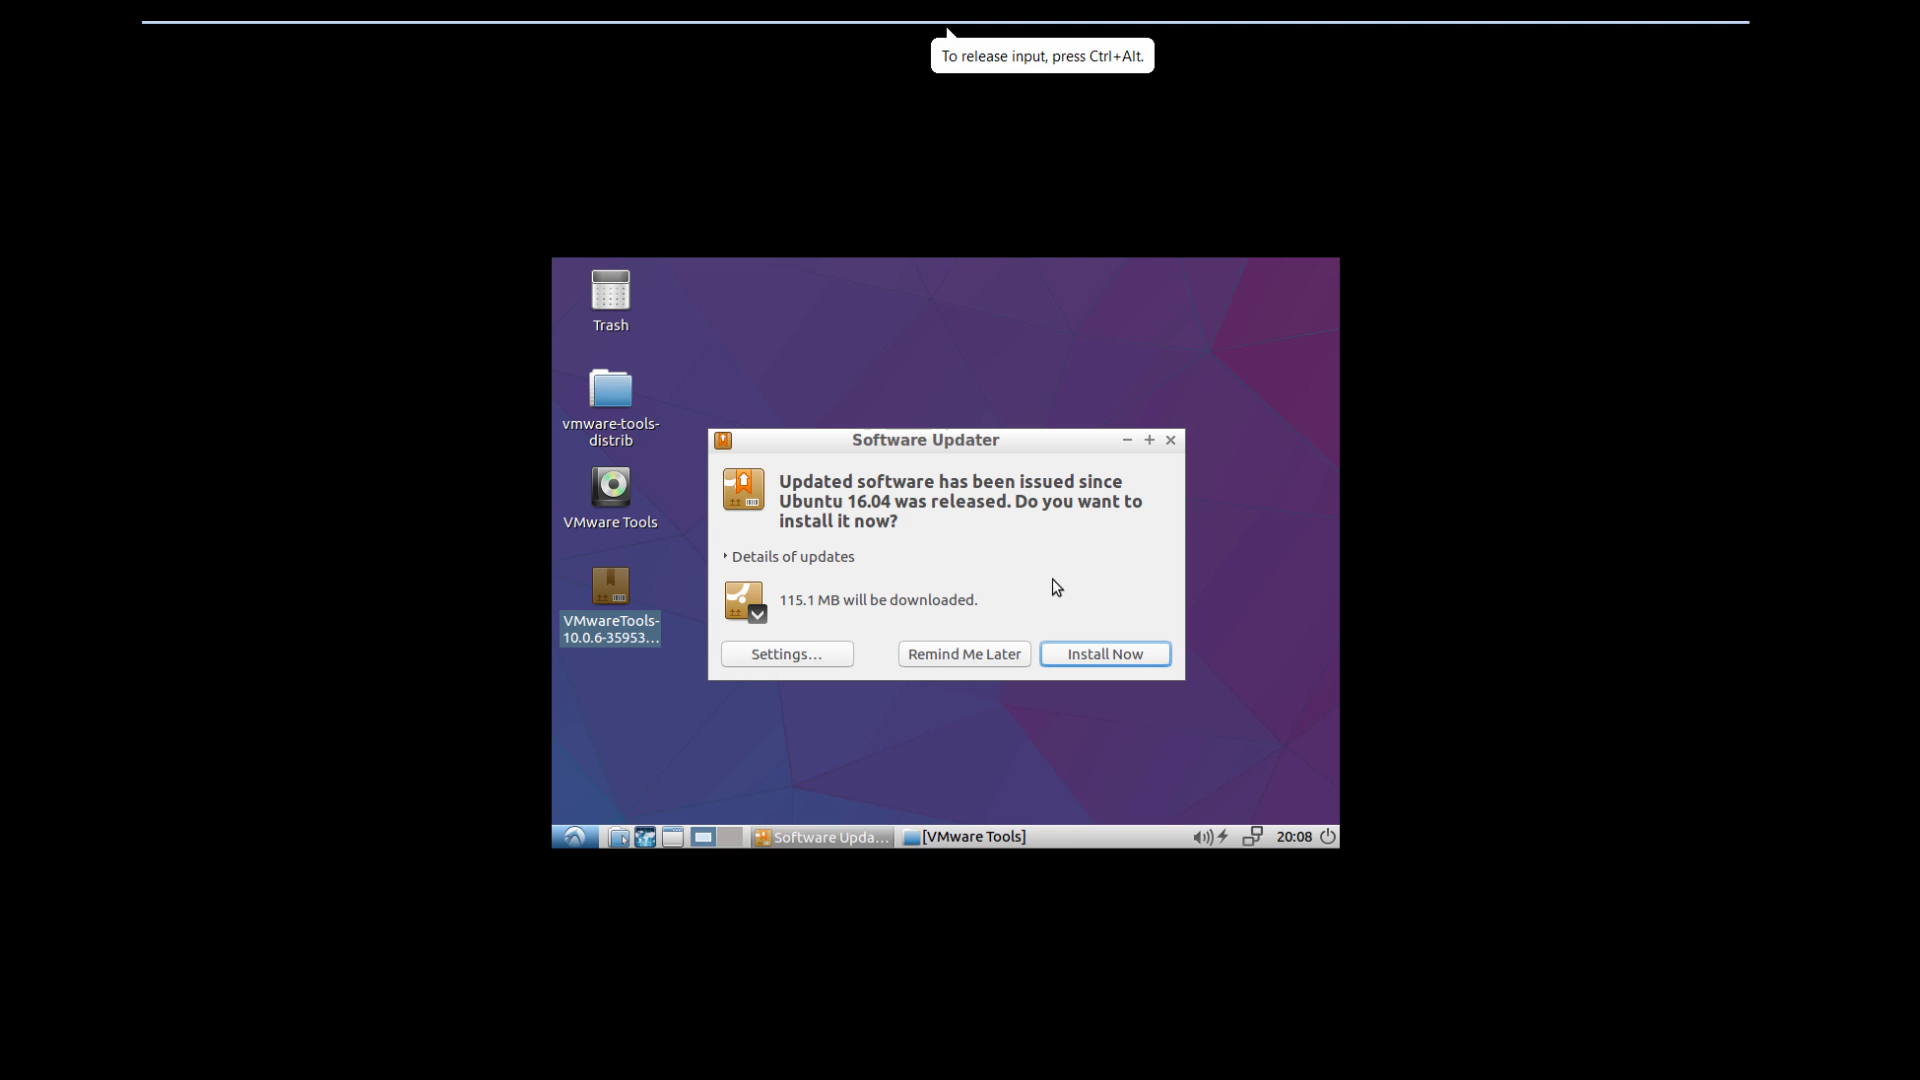 To release input, press Ctrl+Alt.
Trash
vmware-tools-
distrib
VMware Tools
VMwareTools-
10.0.6-35953...
Software Updater
Updated software has been issued since
Ubuntu 16.04 was released. Do you want to
install it now?
Details of updates
115.1 MB will be downloaded.
Settings...
Remind Me Later
Install Now
Software Upda...
[VMware Tools]
20:08